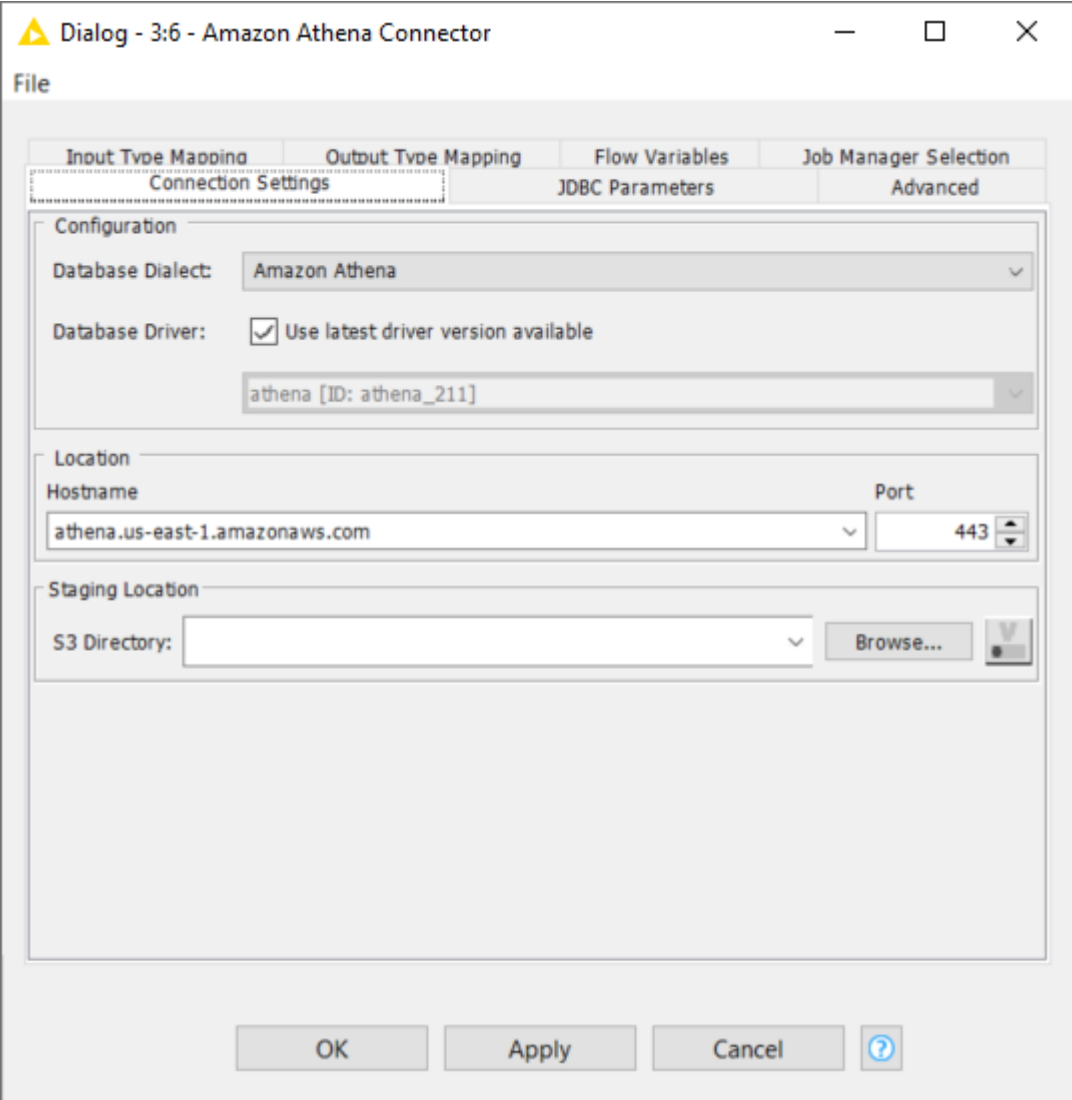 Dialog - 3:6 - Amazon Athena Connector
File
Input Type Mapping Output Type Mapping Flow Variables Job Manager Selection
Connection Settings JDBC Parameters Advanced
Configuration
Database Dialect: Amazon Athena
Database Driver: Use latest driver version available
athena [ID: athena_211]
Location
Hostname Port
athena.us-east-1.amazonaws.com 443
Staging Location
S3 Directory: Browse... V
OK Apply Cancel ?